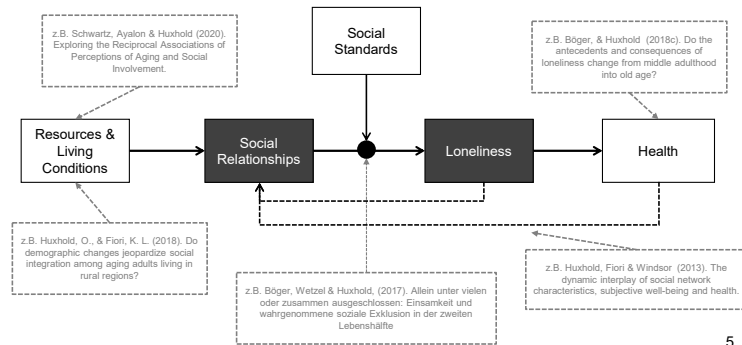 z.B. Schwartz, Ayalon & Huxhold (2020).
Exploring the Reciprocal Associations of
Perceptions of Aging and Social
Involvement.
Social
Standards
z.B. Böger, & Huxhold (2018c). Do the
antecedents and consequences of
loneliness change from middle adulthood
into old age?
Resources &
Living
Conditions
Social
Relationships
Loneliness
Health
z.B. Huxhold, O., & Fiori, K. L. (2018). Do
demographic changes jeopardize social
integration among aging adults living in
rural regions?
z.B. Böger, Wetzel & Huxhold, (2017). Allein unter vielen
oder zusammen ausgeschlossen: Einsamkeit und
wahrgenommene soziale Exklusion in der zweiten
Lebenshälfte
z.B. Huxhold, Fiori & Windsor (2013). The
dynamic interplay of social network
characteristics, subjective well-being and health.
5